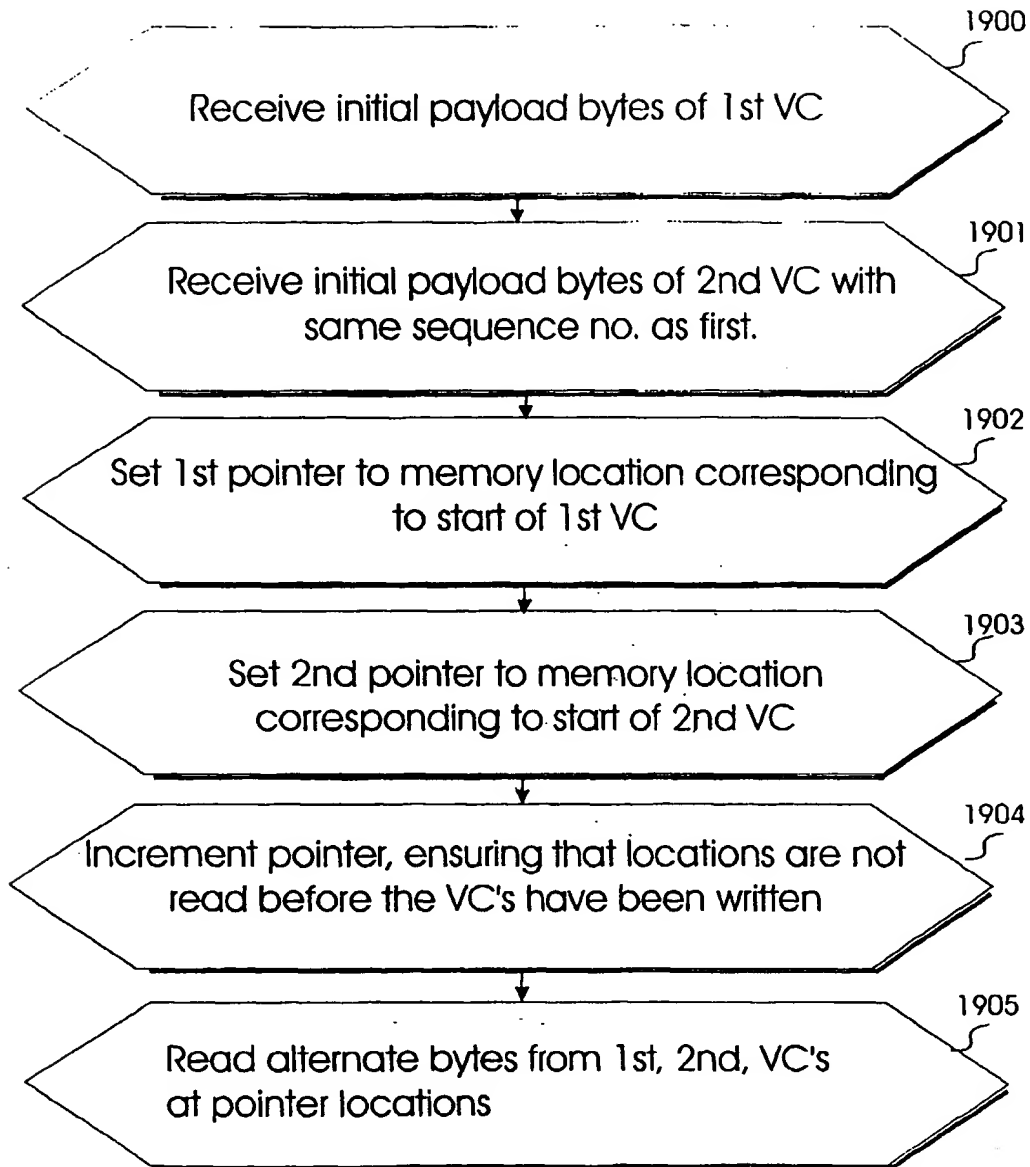 1900
Receive initial payload bytes of 1st VC
1901
Receive initial payload bytes of 2nd VC with
same sequence no. as first.
1902
Set 1st pointer to memory location corresponding
to start of 1st VC
1903
Set 2nd pointer to memory location
corresponding to start of 2nd VC
1904
Increment pointer, ensuring that locations are not
read before the VC's have been written
1905
Read alternate bytes from 1st, 2nd, VC's
at pointer locations